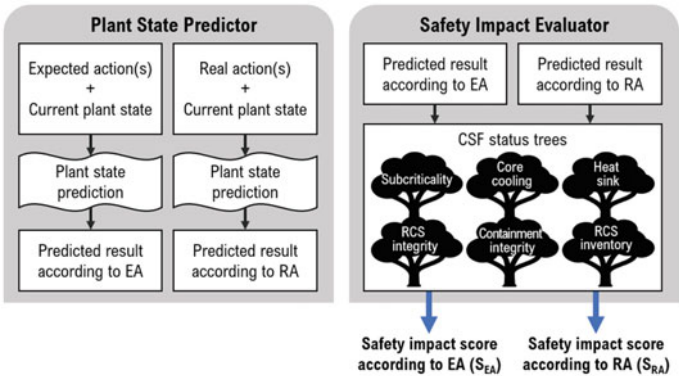 Plant State Predictor
Expected action(s)
+
Current plant state
Real action(s)
+
Current plant state
Plant state
prediction
Plant state
prediction
Predicted result
according to EA
Predicted result
according to RA
Safety Impact Evaluator
Predicted result
according to EA
Predicted result
according to RA
CSF status trees
Subcriticality
Core
cooling
Heat
sink
RCS
integrity
Containment
integrity
RCS
inventory
Safety impact score
according to EA (S_EA)
Safety impact score
according to RA (S_RA)